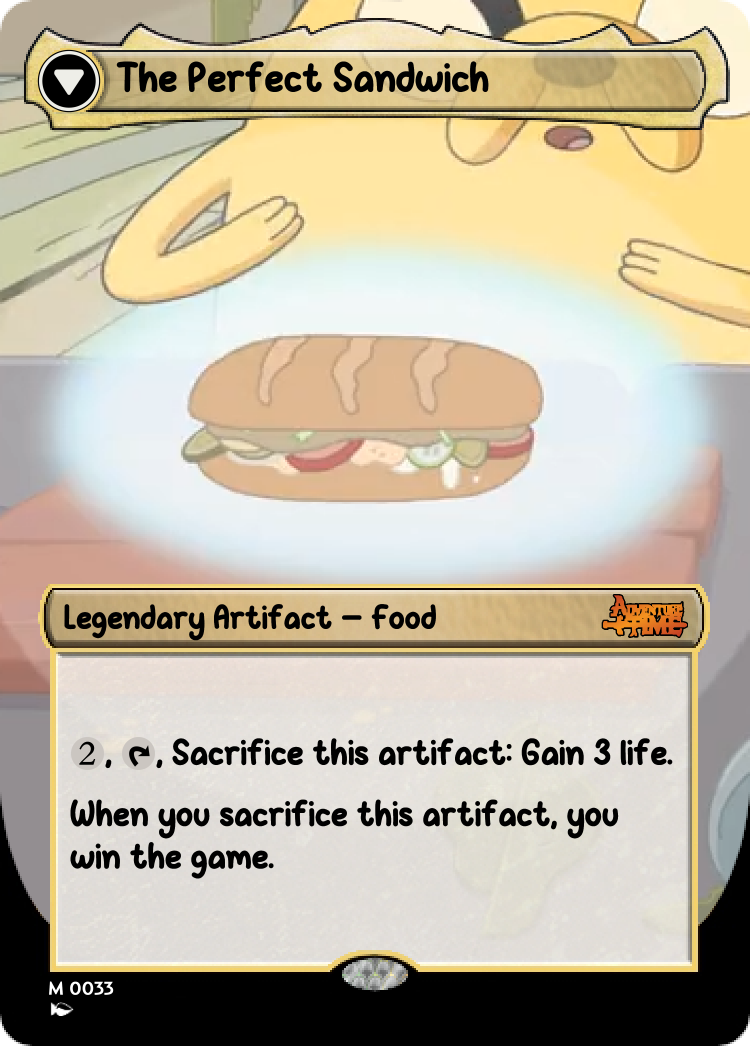 The Perfect Sandwich
Legendary Artifact — Food
ADVENTURE
TIME
2, , Sacrifice this artifact: Gain 3 life.
When you sacrifice this artifact, you
win the game.
M 0033